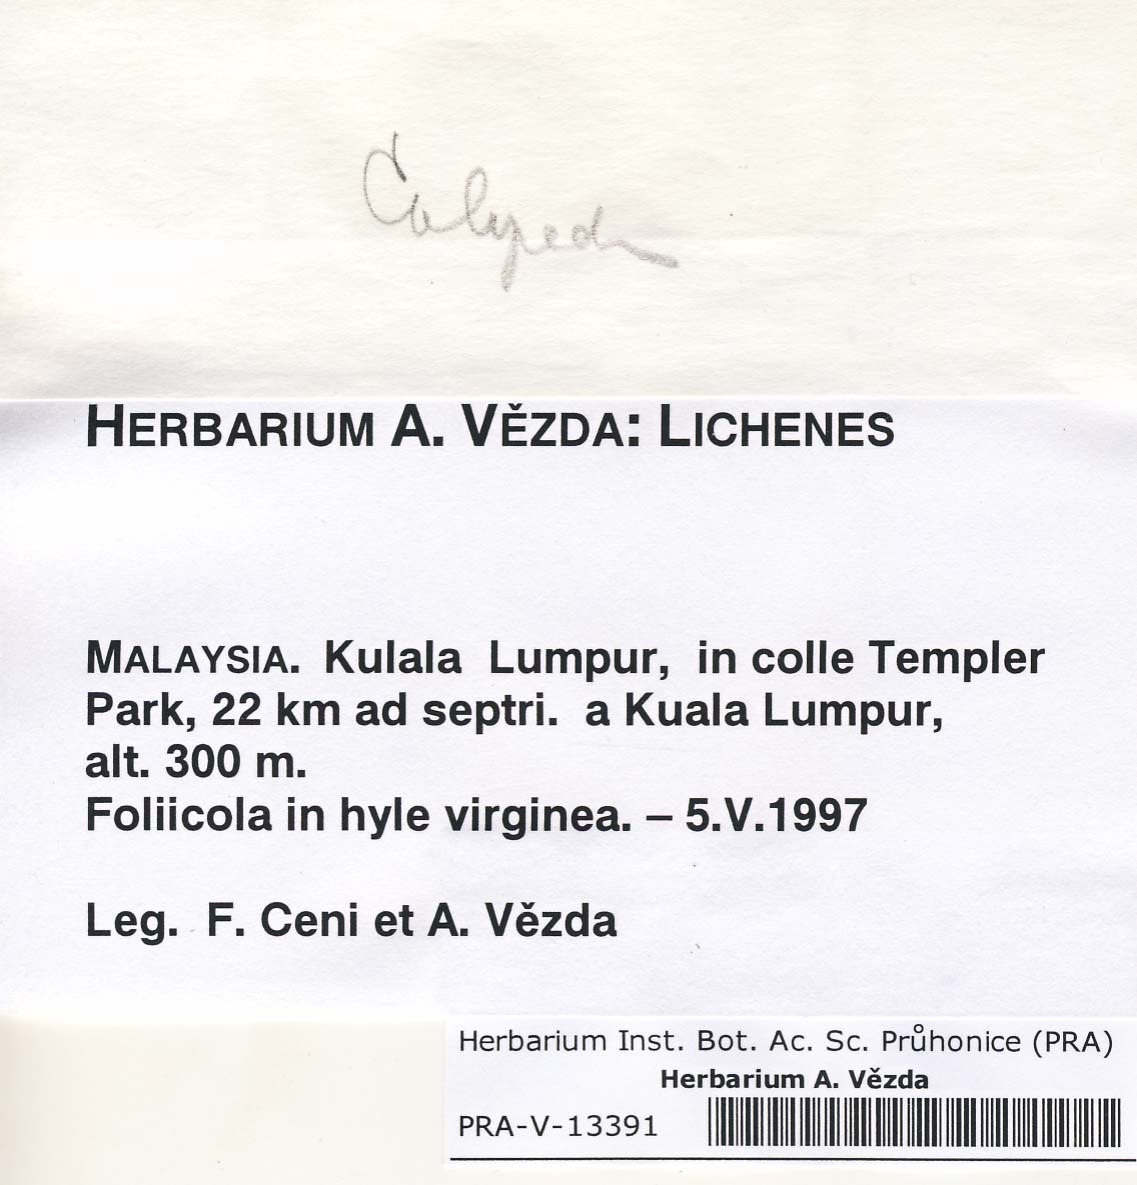 HERBARIUM A. VĚZDA: LICHENES
MALAYSIA. Kulala Lumpur, in colle Templer
Park, 22 km ad septri. a Kuala Lumpur,
alt. 300 m.
Foliicola in hyle virginea. – 5.V.1997
Leg. F. Ceni et A. Vězda
Herbarium Inst. Bot. Ac. Sc. Průhonice (PRA)
Herbarium A. Vězda
PRA-V-13391